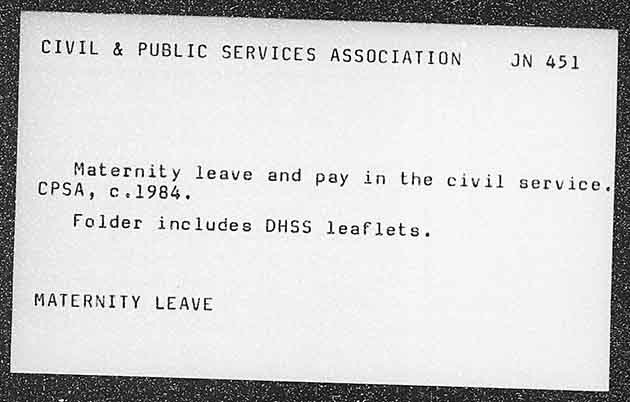 CIVIL & PUBLIC SERVICES ASSOCIATION JN 451
Maternity leave and pay in the civil service.
CPSA, c.1984.
Folder includes DHSS leaflets.
MATERNITY LEAVE